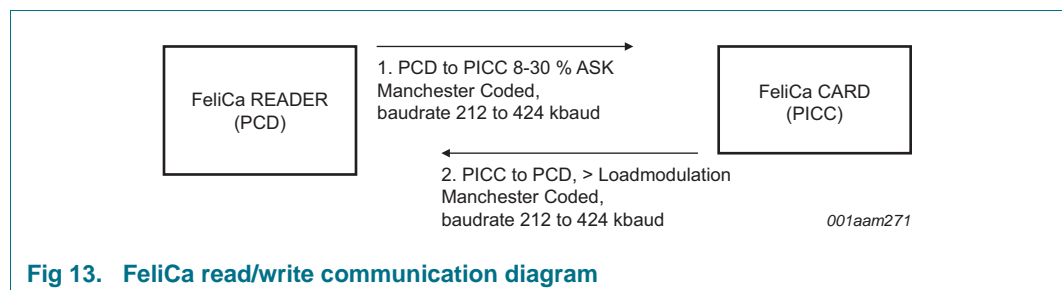 FeliCa READER
(PCD)
1. PCD to PICC 8-30 % ASK
Manchester Coded,
baudrate 212 to 424 kbaud
FeliCa CARD
(PICC)
2. PICC to PCD, > Loadmodulation
Manchester Coded,
baudrate 212 to 424 kbaud
001aam271
Fig 13. FeliCa read/write communication diagram